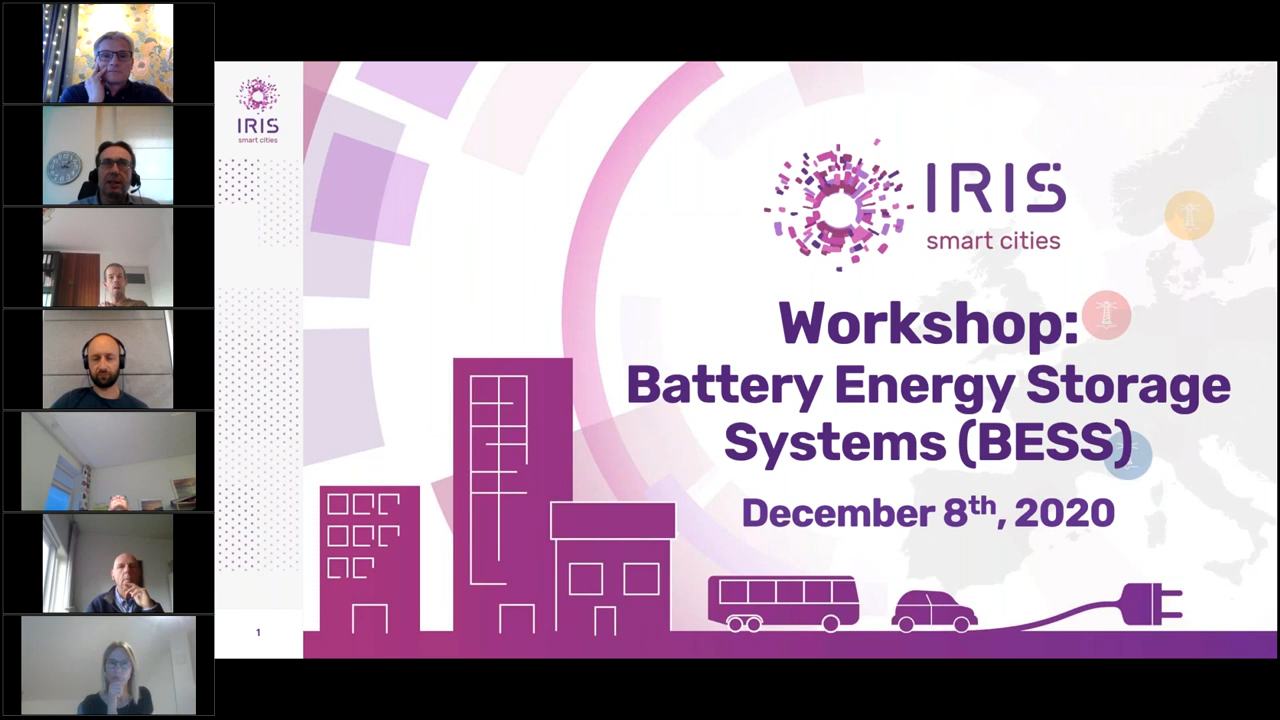 IRIS
smart cities
1
IRIS
smart cities
Workshop:
Battery Energy Storage
Systems (BESS)
December 8th, 2020